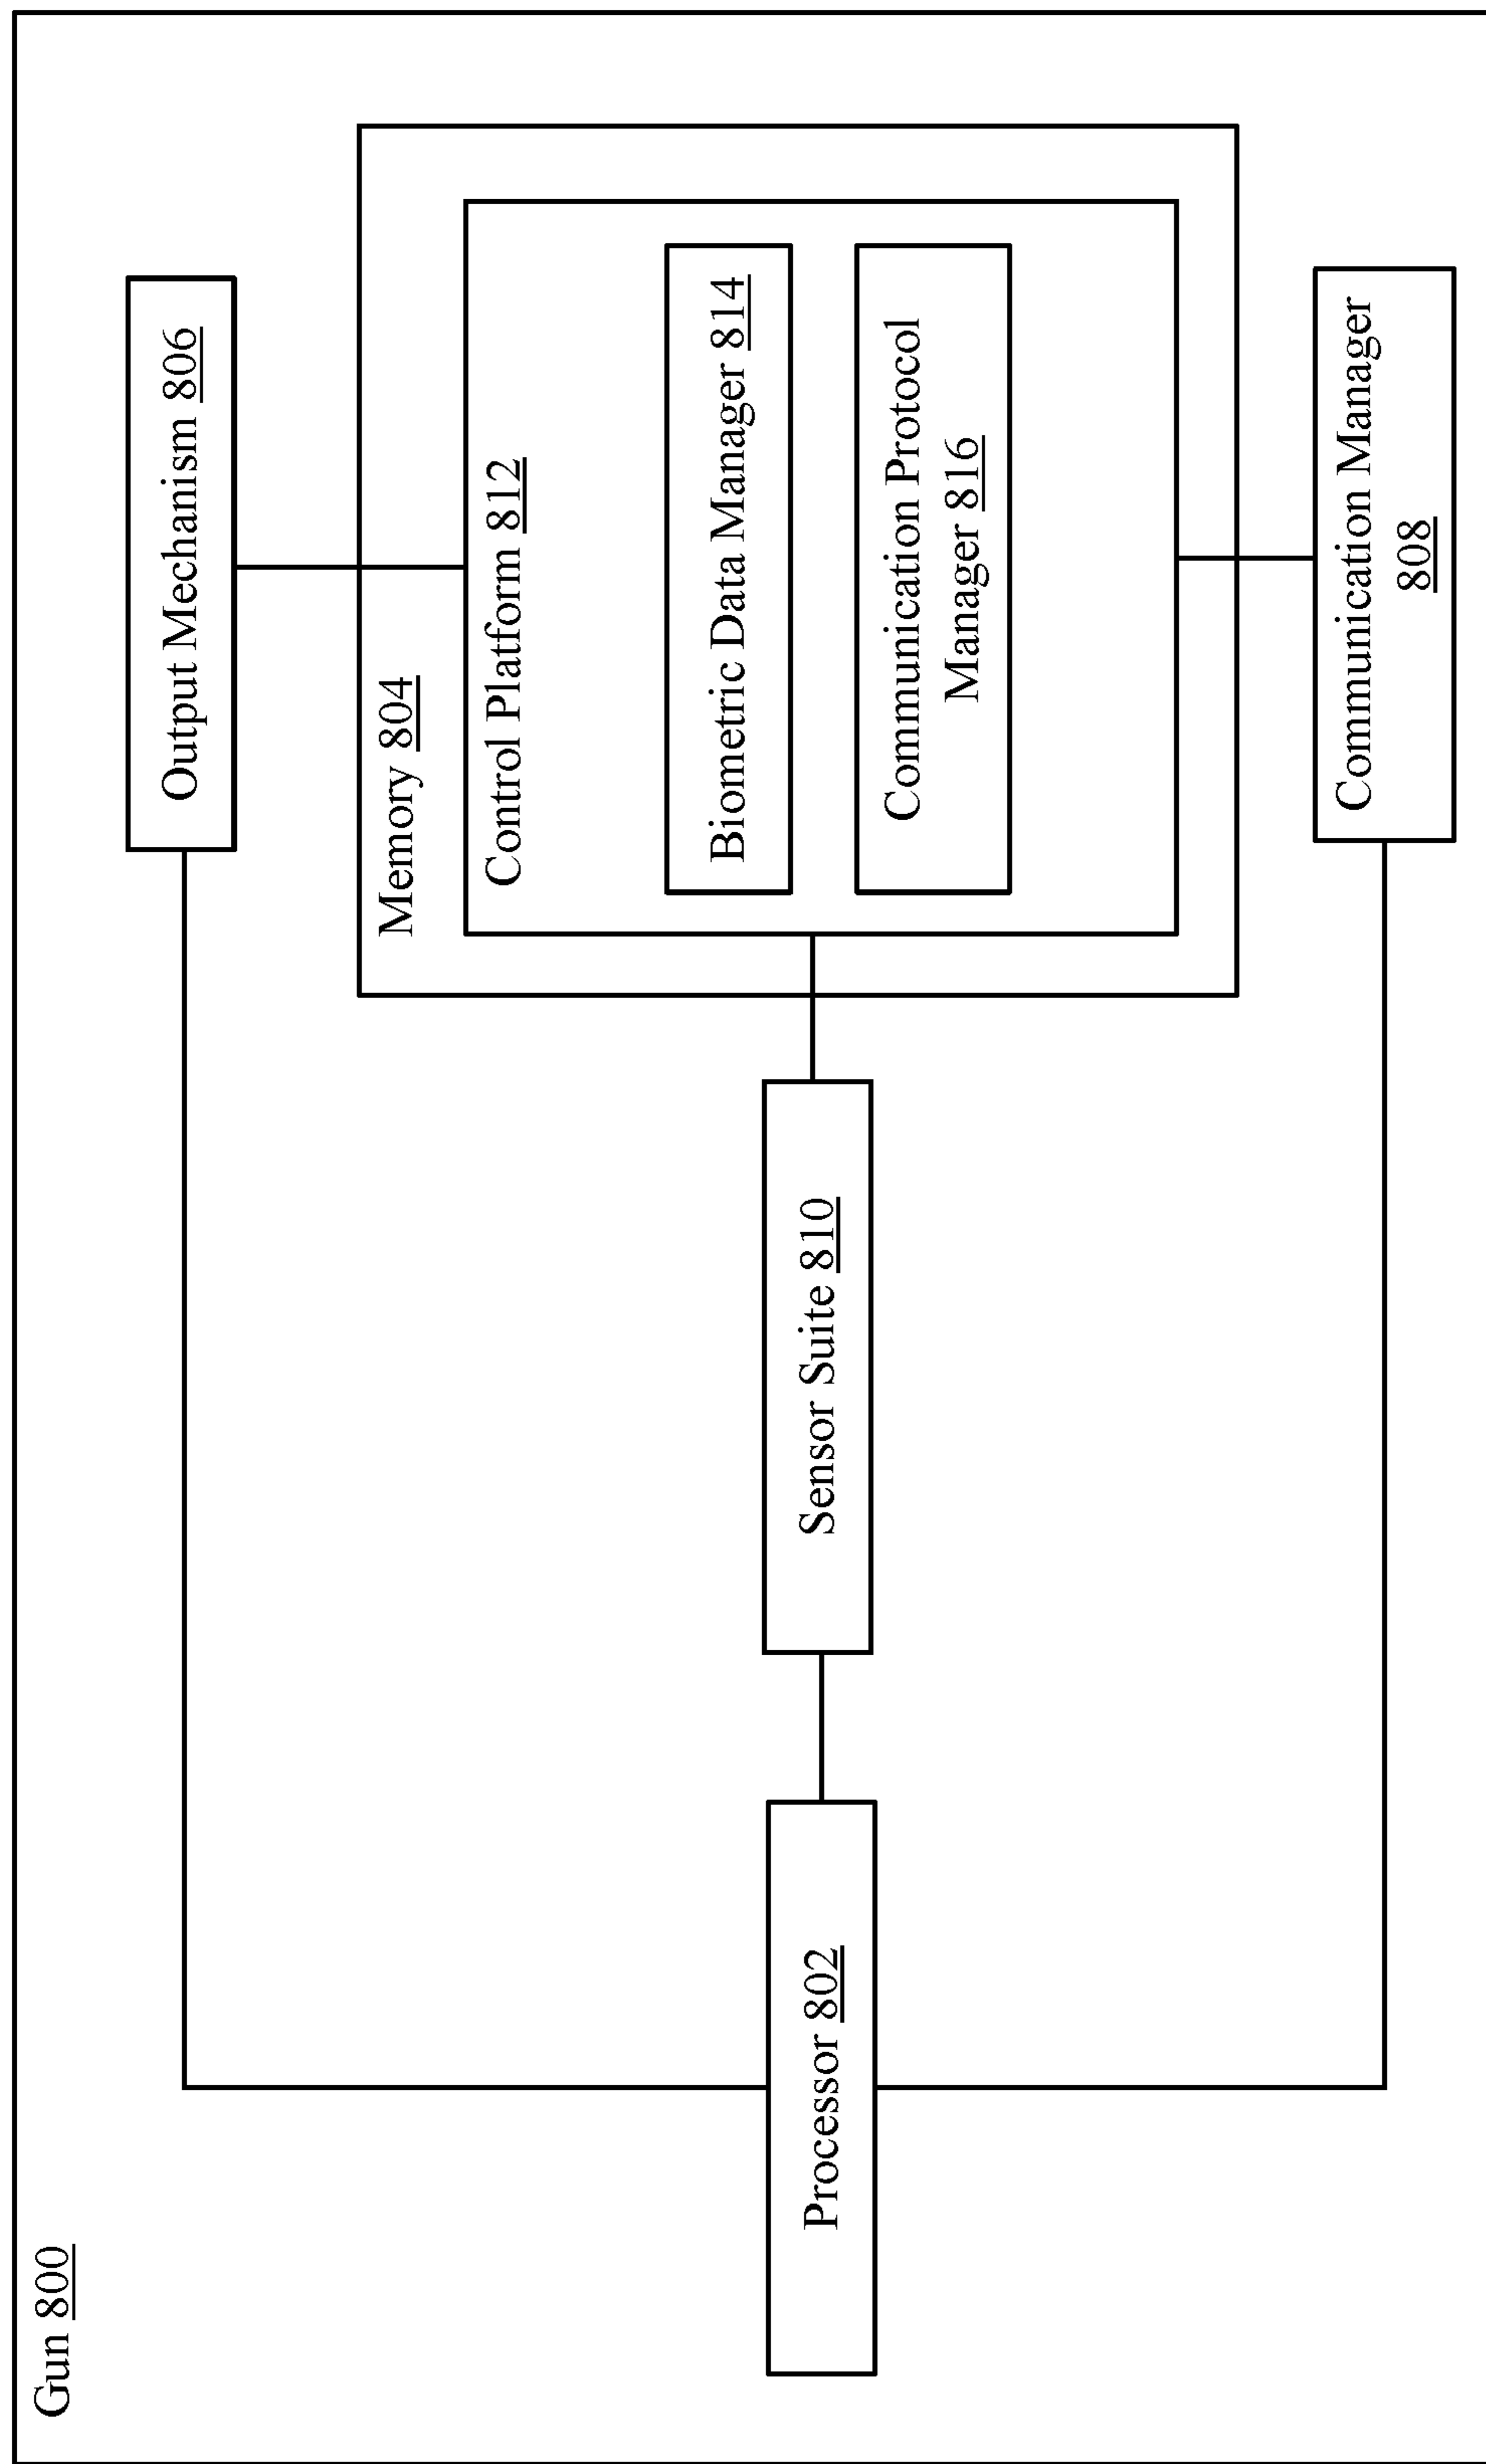 Gun 800
Output Mechanism 806
Memory 804
Control Platform 812
Biometric Data Manager 814
Communication Protocol
Manager 816
Sensor Suite 810
Processor 802
Communication Manager
808